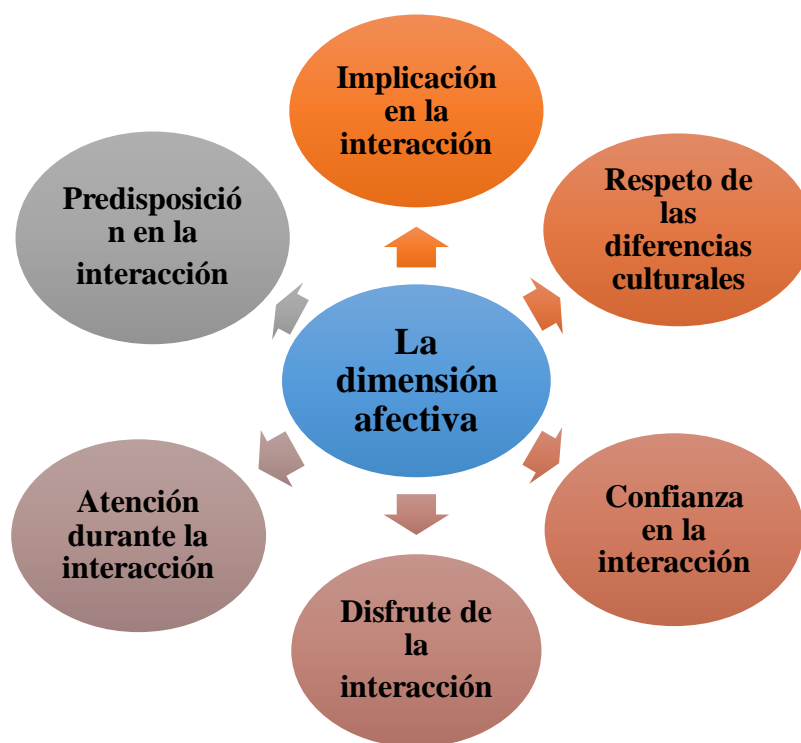 Implicación
en la
interacción
Respeto de
las
diferencias
culturales
Confianza
en la
interacción
Disfrute de
la
interacción
Atención
durante la
interacción
Predisposició
n en la
interacción
La
dimensión
afectiva